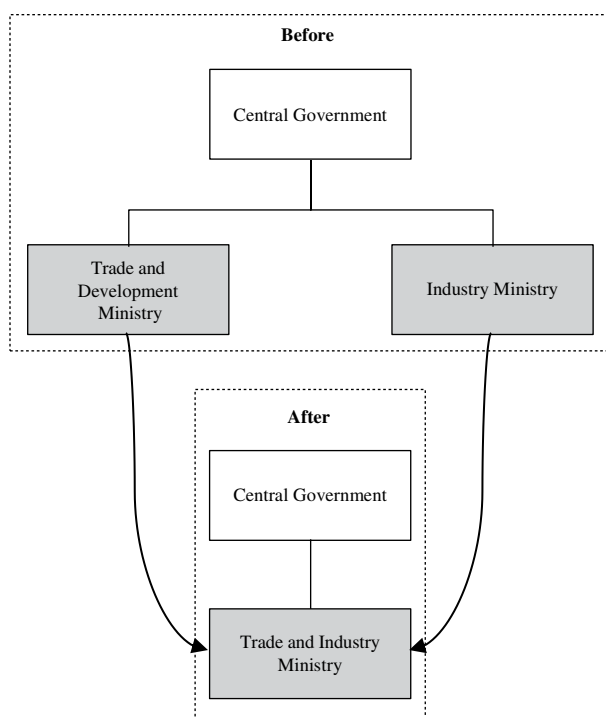 Before
Central Government
Trade and
Development
Ministry
Industry Ministry
After
Central Government
Trade and Industry
Ministry